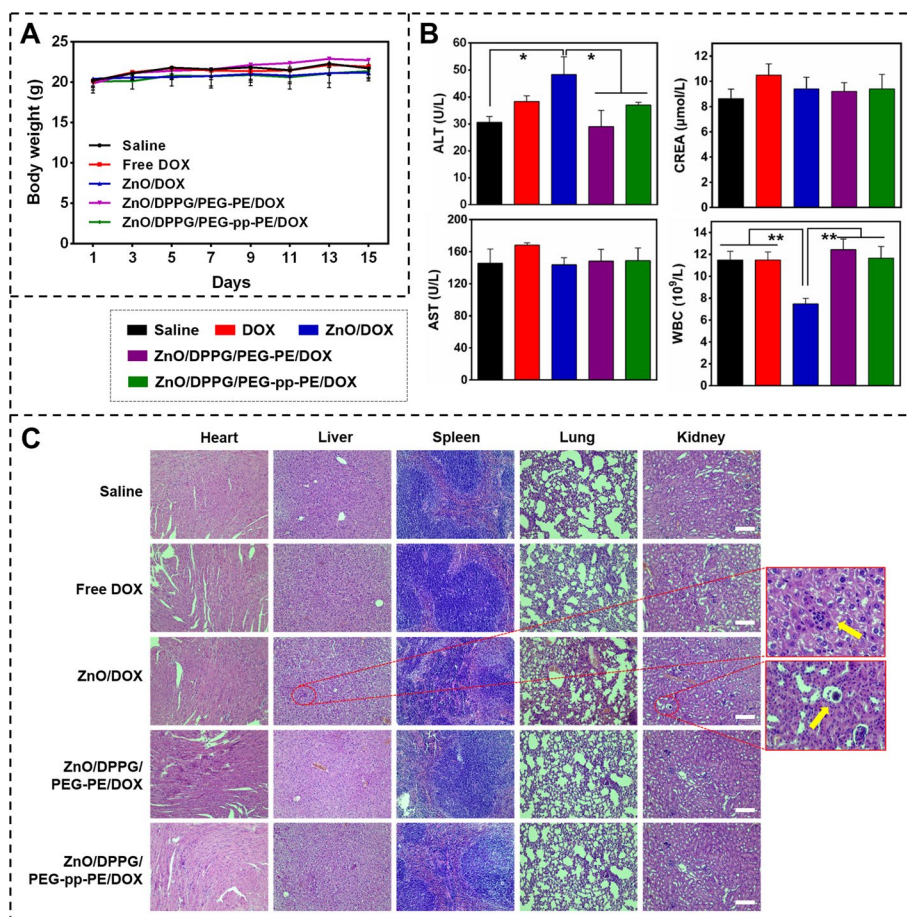 A
25
20
15
10
5
0
Body weight (g)
Saline
Free DOX
ZnO/DOX
ZnO/DPPG/PEG-PE/DOX
ZnO/DPPG/PEG-pp-PE/DOX
1 3 5 7 9 11 13 15
Days
Saline DOX ZnO/DOX
ZnO/DPPG/PEG-PE/DOX
ZnO/DPPG/PEG-pp-PE/DOX
B
60
50
40
30
20
10
0
ALT (U/L)
* *
12
10
8
6
4
2
0
CREA (μmol/L)
200
160
120
80
40
0
AST (U/L)
14
12
10
8
6
4
2
0
WBC (10⁹/L)
** **
C
Heart Liver Spleen Lung Kidney
Saline
Free DOX
ZnO/DOX
ZnO/DPPG/
PEG-PE/DOX
ZnO/DPPG/
PEG-pp-PE/DOX